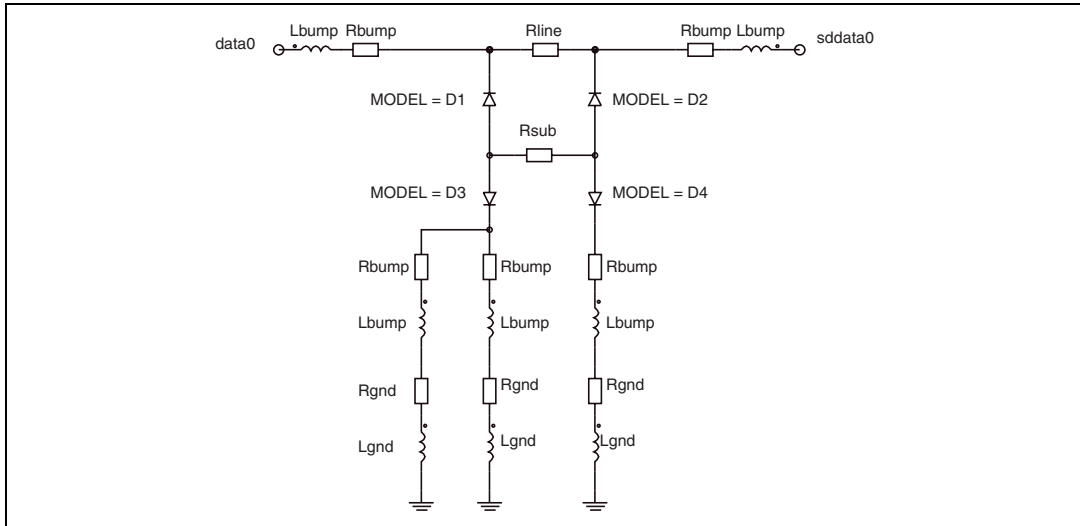 Lbump Rbump Rline Rbump Lbump
data0 sddata0
MODEL = D1 MODEL = D2
Rsub
MODEL = D3 MODEL = D4
Rbump Rbump Rbump
Lbump Lbump Lbump
Rgnd Rgnd Rgnd
Lgnd Lgnd Lgnd